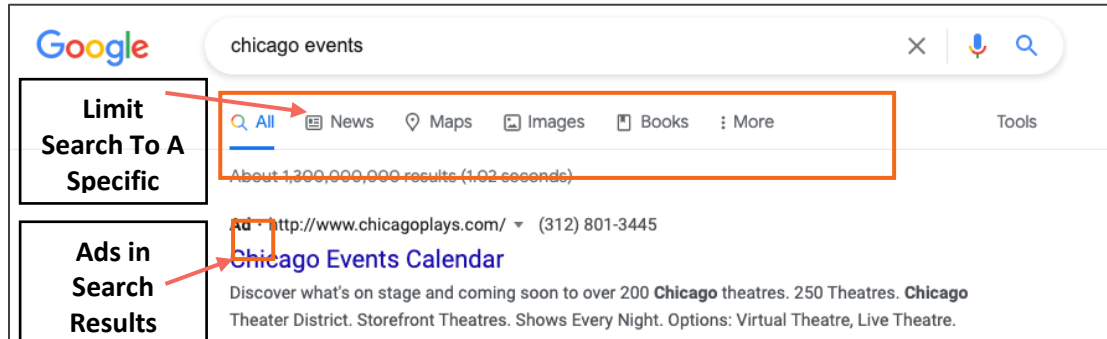 Google
chicago events
Limit
Search To A
Specific
All News Maps Images Books More Tools
About 1,300,000,000 results (1.02 seconds)
Ad · http://www.chicagoplays.com/ (312) 801-3445
Chicago Events Calendar
Discover what's on stage and coming soon to over 200 Chicago theatres. 250 Theatres. Chicago
Theater District. Storefront Theatres. Shows Every Night. Options: Virtual Theatre, Live Theatre.
Ads in
Search
Results